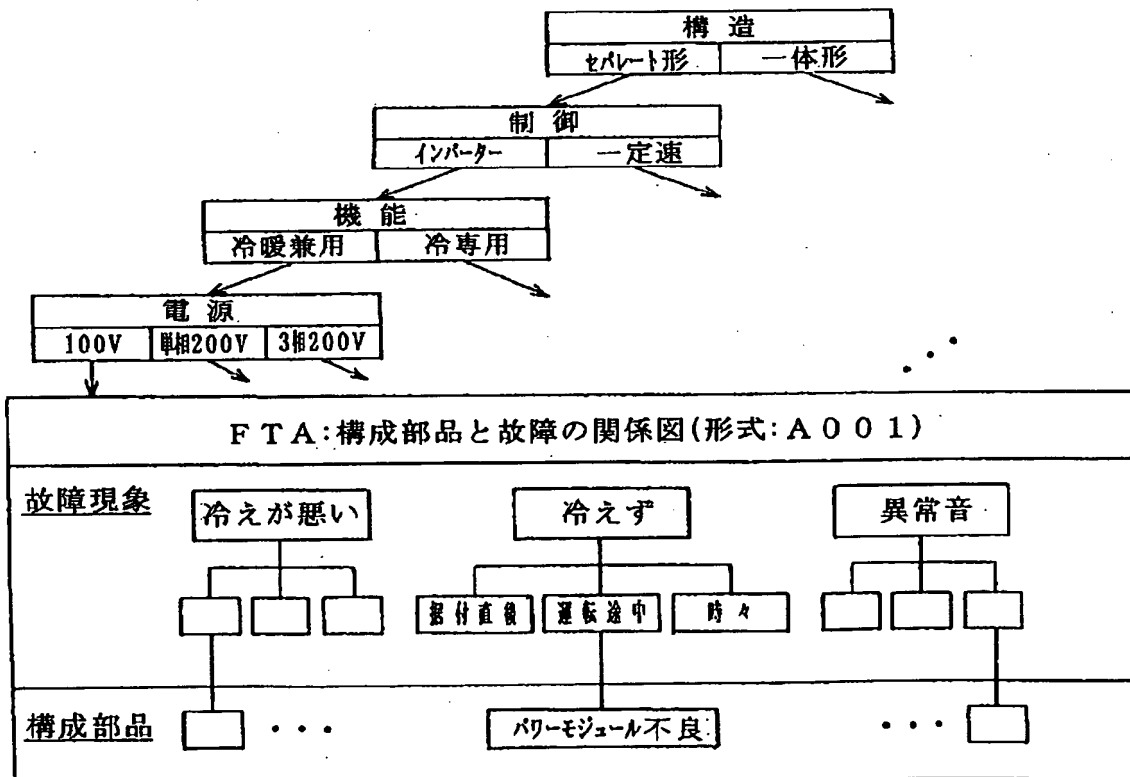 構造
セパレート形 一体形
制御
インバーター 一定速
機能
冷暖兼用 冷専用
電源
100V 単相200V 3相200V
FTA:構成部品と故障の関係図(形式:A001)
故障現象
冷えが悪い 冷えず 異常音
据付直後 運転途中 時々
構成部品
パワーモジュール不良